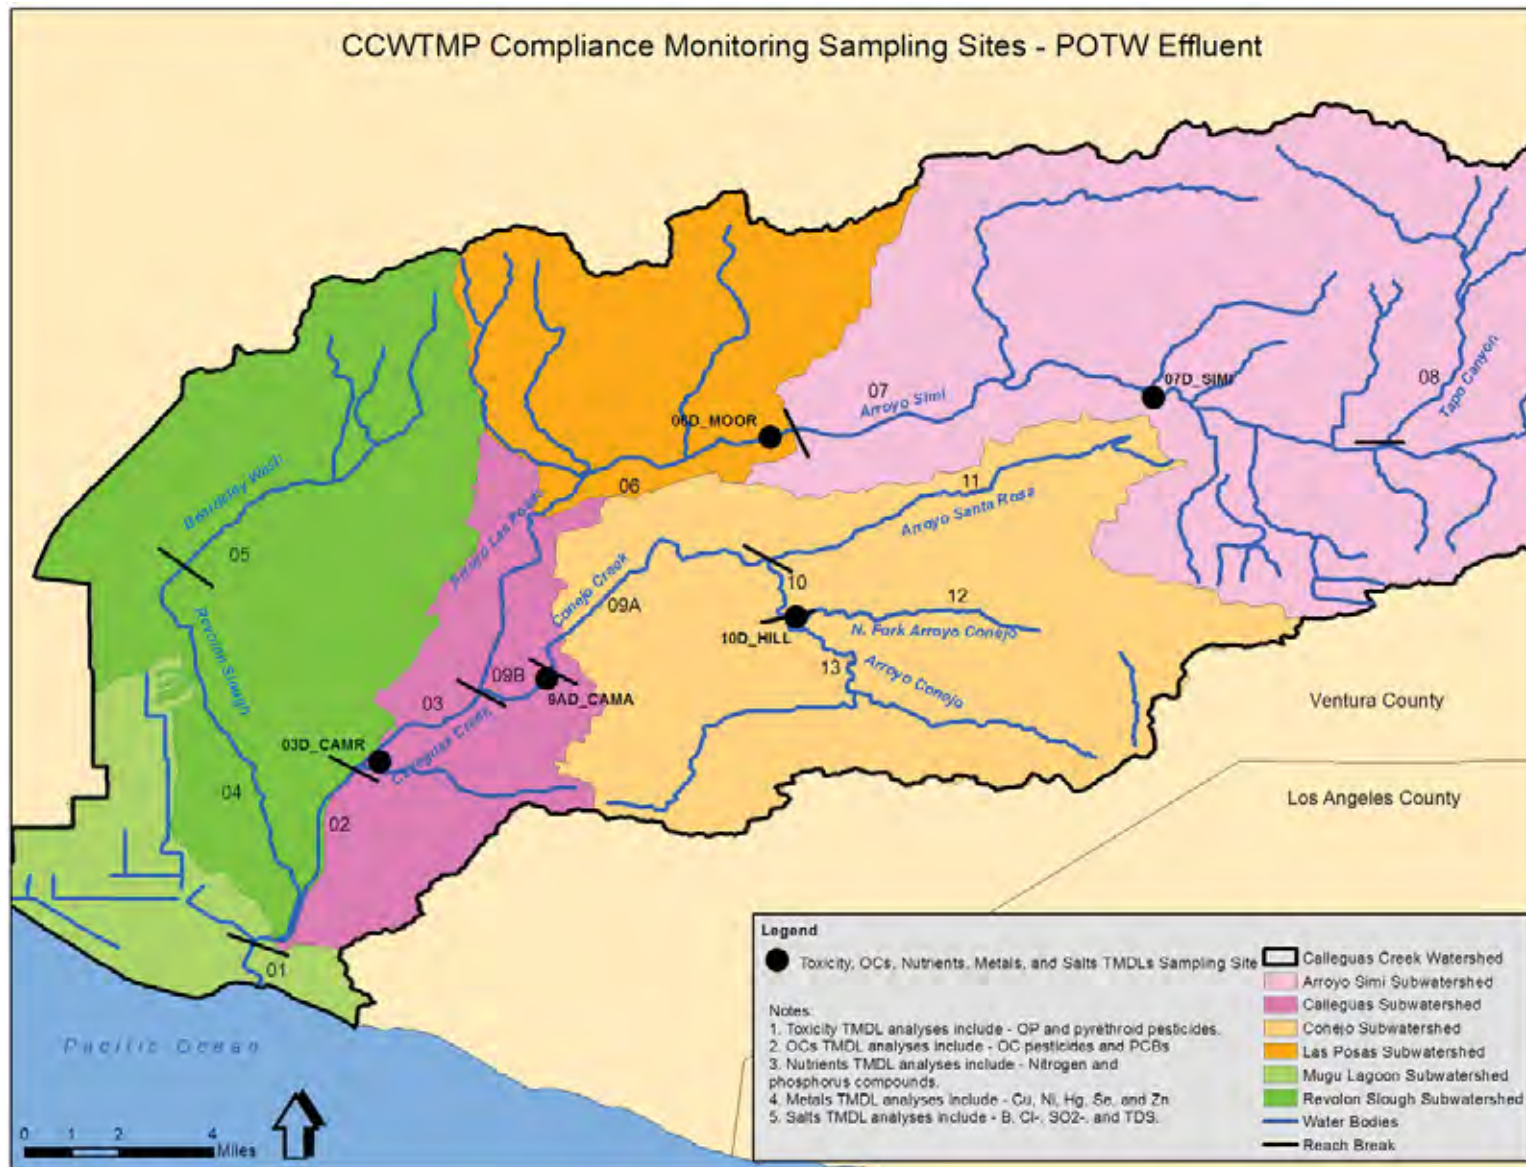 CCWTMP Compliance Monitoring Sampling Sites - POTW Effluent
07
Arroyo Simi
07D_SIMI
08
Tapo Canyon
06D_MOOR
06
11
Arroyo Santa Rosa
Beardsley Wash
05
Arroyo Las Posas
Conejo Creek
09A
10
12
N. Fork Arroyo Conejo
10D_HILL
Revolon Slough
09B
9AD_CAMA
13
Arroyo Conejo
03
Ventura County
03D_CAMR
Calleguas Creek
04
02
Los Angeles County
01
Pacific Ocean
0 1 2 4
Miles
Legend
Toxicity, OCs, Nutrients, Metals, and Salts TMDLs Sampling Site
Notes:
1. Toxicity TMDL analyses include - OP and pyrethroid pesticides.
2. OCs TMDL analyses include - OC pesticides and PCBs
3. Nutrients TMDL analyses include - Nitrogen and
phosphorus compounds.
4. Metals TMDL analyses include - Cu, Ni, Hg, Se, and Zn
5. Salts TMDL analyses include - B, Cl-, SO2-, and TDS.
Calleguas Creek Watershed
Arroyo Simi Subwatershed
Calleguas Subwatershed
Conejo Subwatershed
Las Posas Subwatershed
Mugu Lagoon Subwatershed
Revolon Slough Subwatershed
Water Bodies
Reach Break